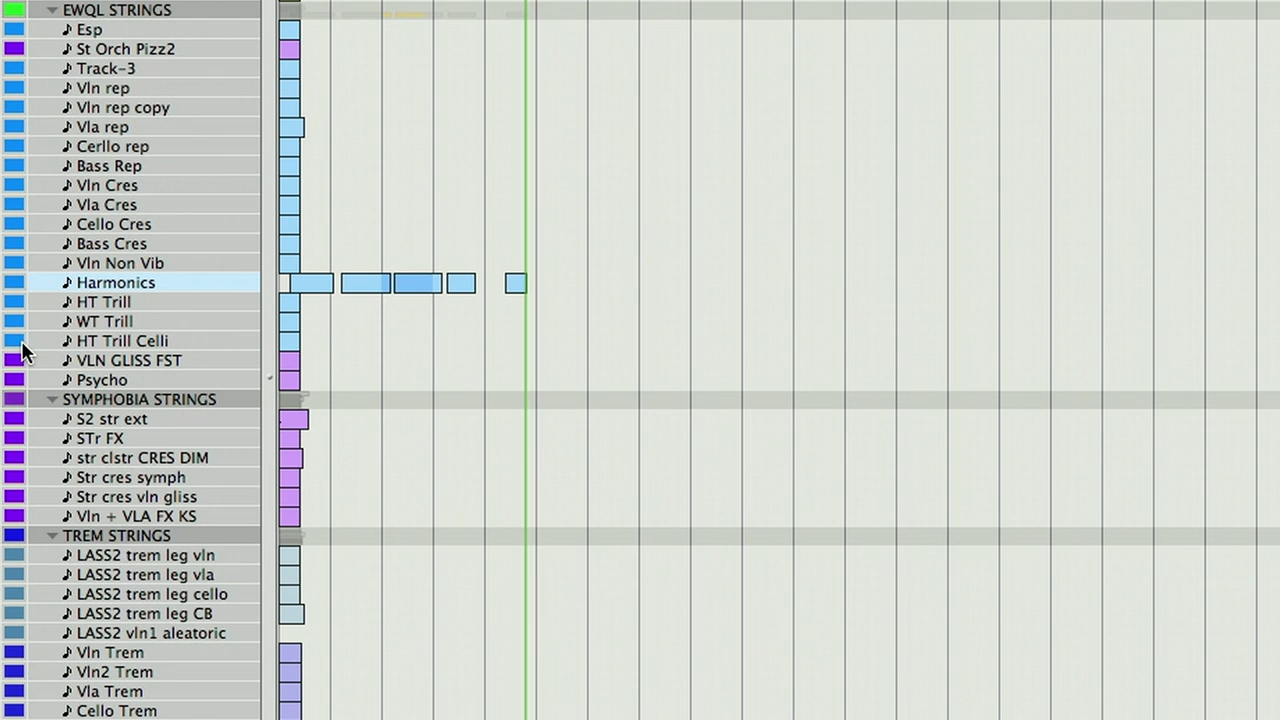 EWQL STRINGS
Esp
St Orch Pizz2
Track-3
Vln rep
Vln rep copy
Vla rep
Cerllo rep
Bass Rep
Vln Cres
Vla Cres
Cello Cres
Bass Cres
Vln Non Vib
Harmonics
HT Trill
WT Trill
HT Trill Celli
VLN GLISS FST
Psycho
SYMPHOBIA STRINGS
S2 str ext
STr FX
str clstr CRES DIM
Str cres symph
Str cres vln gliss
Vln + VLA FX KS
TREM STRINGS
LASS2 trem leg vln
LASS2 trem leg vla
LASS2 trem leg cello
LASS2 trem leg CB
LASS2 vln1 aleatoric
Vln Trem
Vln2 Trem
Vla Trem
Cello Trem